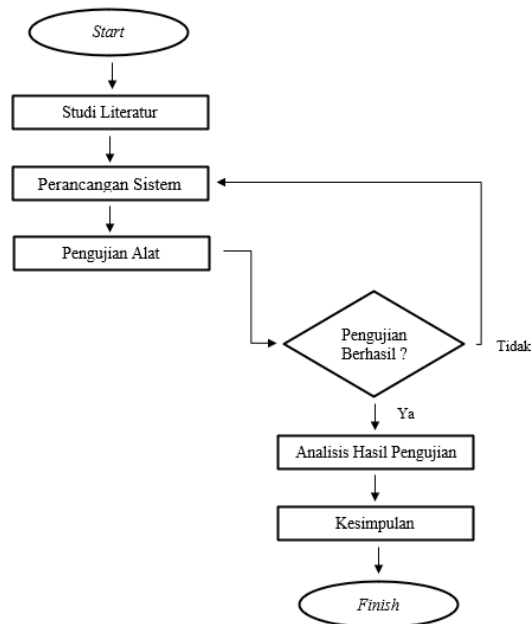 Start
Studi Literatur
Perancangan Sistem
Pengujian Alat
Pengujian
Berhasil ?
Tidak
Ya
Analisis Hasil Pengujian
Kesimpulan
Finish